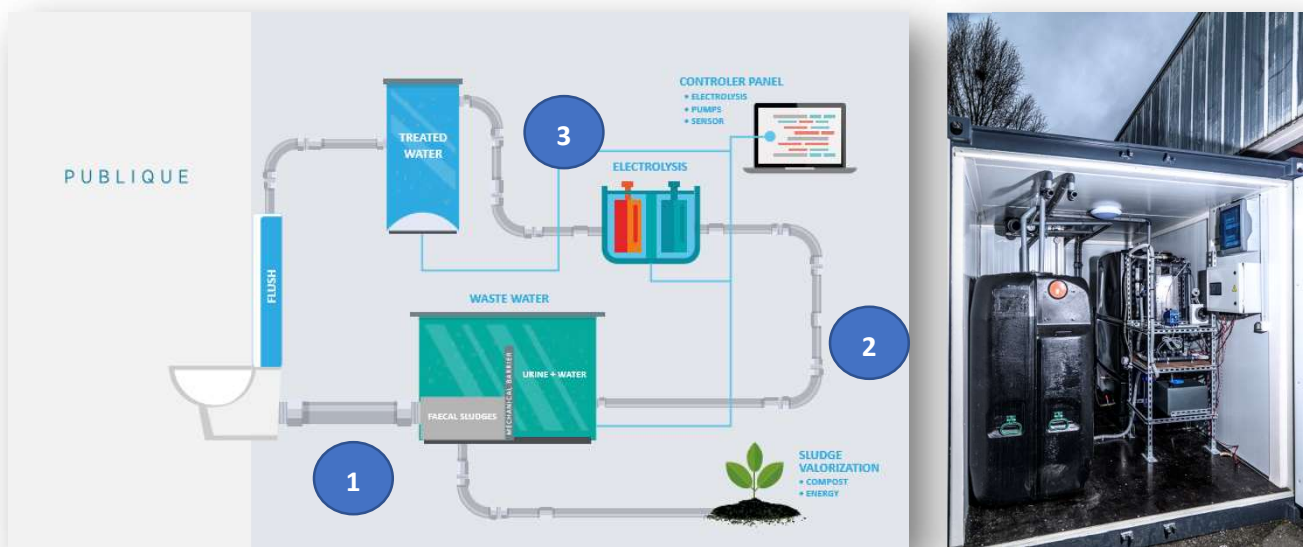 PUBLIQUE
FLUSH
TREATED
WATER
3
CONTROLER PANEL
• ELECTROLYSIS
• PUMPS
• SENSOR
ELECTROLYSIS
WASTE WATER
FAECAL SLUDGES
MECHANICAL BARRIER
URINE + WATER
2
1
SLUDGE
VALORIZATION
• COMPOST
• ENERGY